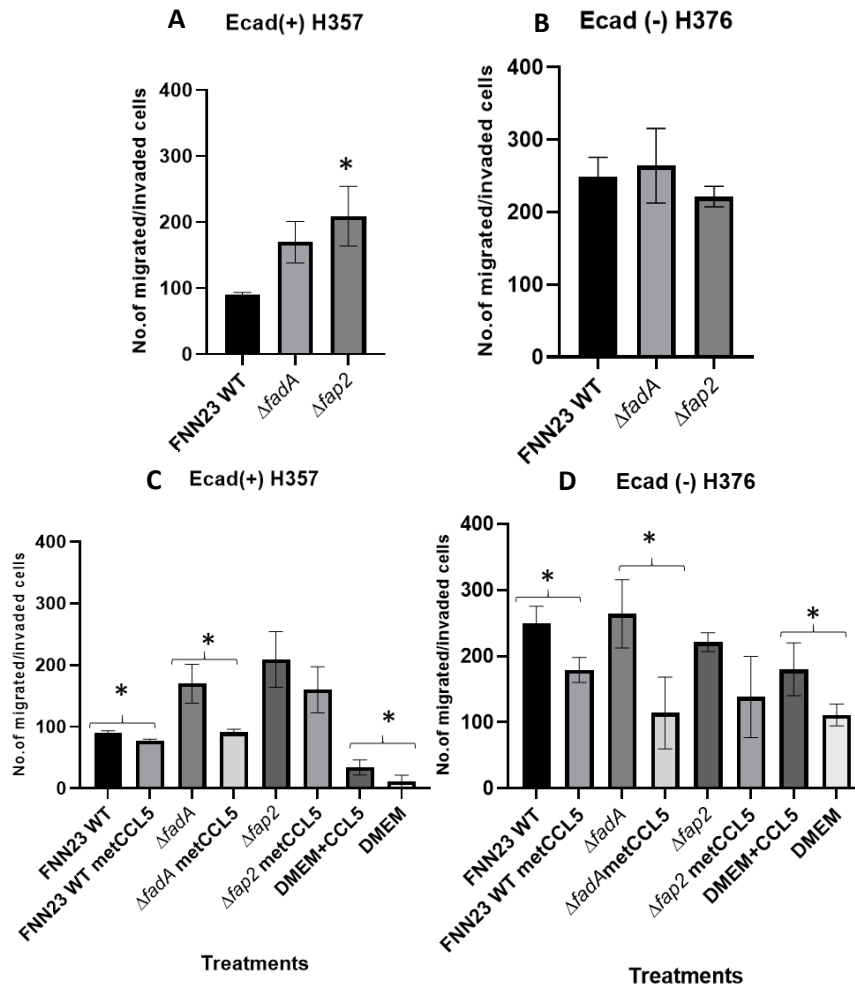 A Ecad(+) H357
No.of migrated/invaded cells
400
300
200
100
0
*
FNN23 WT
ΔfadA
Δfap2
B Ecad (-) H376
No.of migrated/invaded cells
400
300
200
100
0
FNN23 WT
ΔfadA
Δfap2
C Ecad(+) H357
No.of migrated/invaded cells
400
300
200
100
0
*
*
*
FNN23 WT
FNN23 WT metCCL5
ΔfadA
ΔfadA metCCL5
Δfap2
Δfap2 metCCL5
DMEM+CCL5
DMEM
Treatments
D Ecad (-) H376
No.of migrated/invaded cells
400
300
200
100
0
*
*
*
FNN23 WT
FNN23 WT metCCL5
ΔfadA
ΔfadAmetCCL5
Δfap2
Δfap2 metCCL5
DMEM+CCL5
DMEM
Treatments